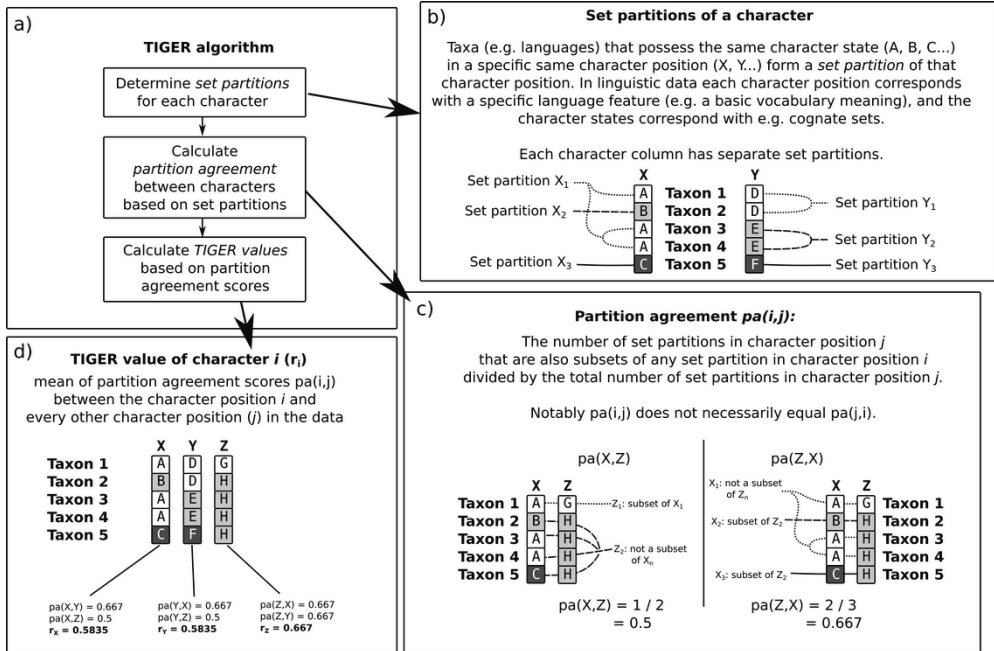 a)
TIGER algorithm
Determine set partitions
for each character
Calculate
partition agreement
between characters
based on set partitions
Calculate TIGER values
based on partition
agreement scores
b)
Set partitions of a character
Taxa (e.g. languages) that possess the same character state (A, B, C...)
in a specific same character position (X, Y...) form a set partition of that
character position. In linguistic data each character position corresponds
with a specific language feature (e.g. a basic vocabulary meaning), and the
character states correspond with e.g. cognate sets.
Each character column has separate set partitions.
X Y
Set partition X1
A Taxon 1 D
Set partition X2
B Taxon 2 D
Set partition Y1
A Taxon 3 E
A Taxon 4 E
Set partition Y2
Set partition X3 C Taxon 5 F Set partition Y3
c)
Partition agreement pa(i,j):
The number of set partitions in character position j
that are also subsets of any set partition in character position i
divided by the total number of set partitions in character position j.
Notably pa(i,j) does not necessarily equal pa(j,i).
pa(X,Z)
X Z
Taxon 1 A G Z1: subset of X1
Taxon 2 B H
Taxon 3 A H
Z2: not a subset
of Xn
Taxon 4 A H
Taxon 5 C H
pa(X,Z) = 1 / 2
= 0.5
pa(Z,X)
X Z
X1: not a subset
of Zn
A G Taxon 1
X2: subset of Z2 B H Taxon 2
A H Taxon 3
A H Taxon 4
X3: subset of Z2 C H Taxon 5
pa(Z,X) = 2 / 3
= 0.667
d)
TIGER value of character i (ri)
mean of partition agreement scores pa(i,j)
between the character position i and
every other character position (j) in the data
X Y Z
Taxon 1 A D G
Taxon 2 B D H
Taxon 3 A E H
Taxon 4 A E H
Taxon 5 C F H
pa(X,Y) = 0.667
pa(X,Z) = 0.5
rX = 0.5835
pa(Y,X) = 0.667
pa(Y,Z) = 0.5
rY = 0.5835
pa(Z,X) = 0.667
pa(Z,Y) = 0.667
rZ = 0.667